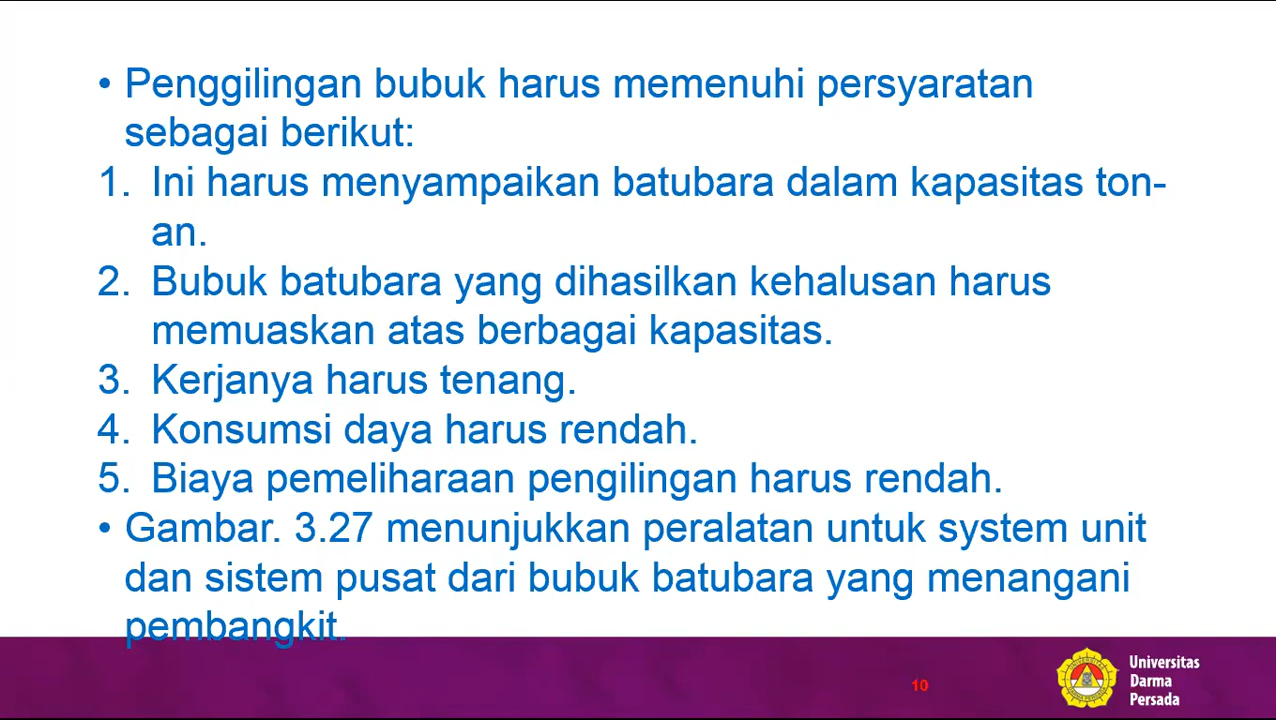 • Penggilingan bubuk harus memenuhi persyaratan
sebagai berikut:
1. Ini harus menyampaikan batubara dalam kapasitas ton-
an.
2. Bubuk batubara yang dihasilkan kehalusan harus
memuaskan atas berbagai kapasitas.
3. Kerjanya harus tenang.
4. Konsumsi daya harus rendah.
5. Biaya pemeliharaan pengilingan harus rendah.
• Gambar. 3.27 menunjukkan peralatan untuk system unit
dan sistem pusat dari bubuk batubara yang menangani
pembangkit.
10
Universitas
Darma
Persada